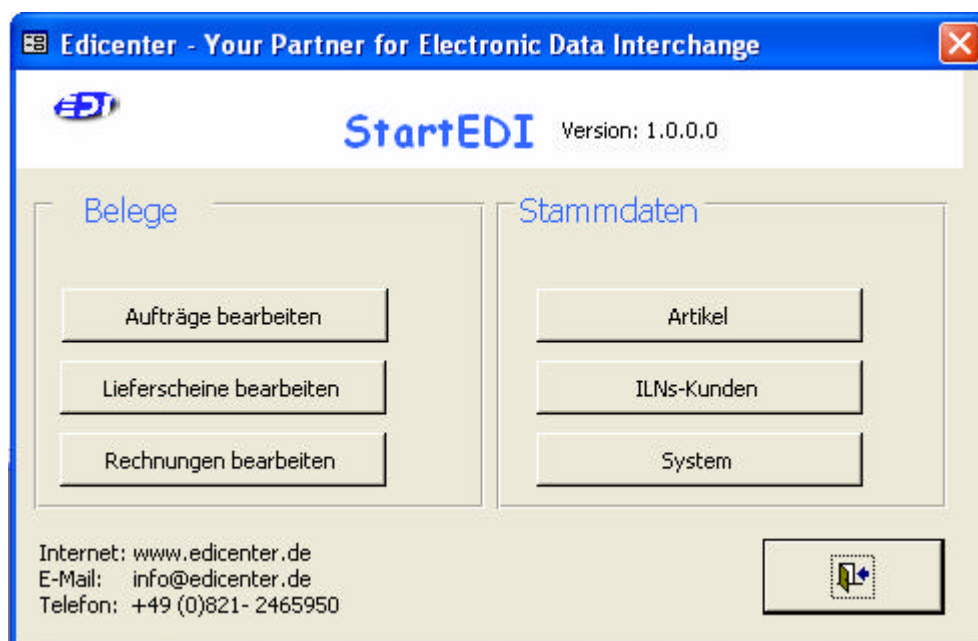 Edicenter - Your Partner for Electronic Data Interchange
EDI
StartEDI Version: 1.0.0.0
Belege
Aufträge bearbeiten
Lieferscheine bearbeiten
Rechnungen bearbeiten
Stammdaten
Artikel
ILNs-Kunden
System
Internet: www.edicenter.de
E-Mail: info@edicenter.de
Telefon: +49 (0)821- 2465950